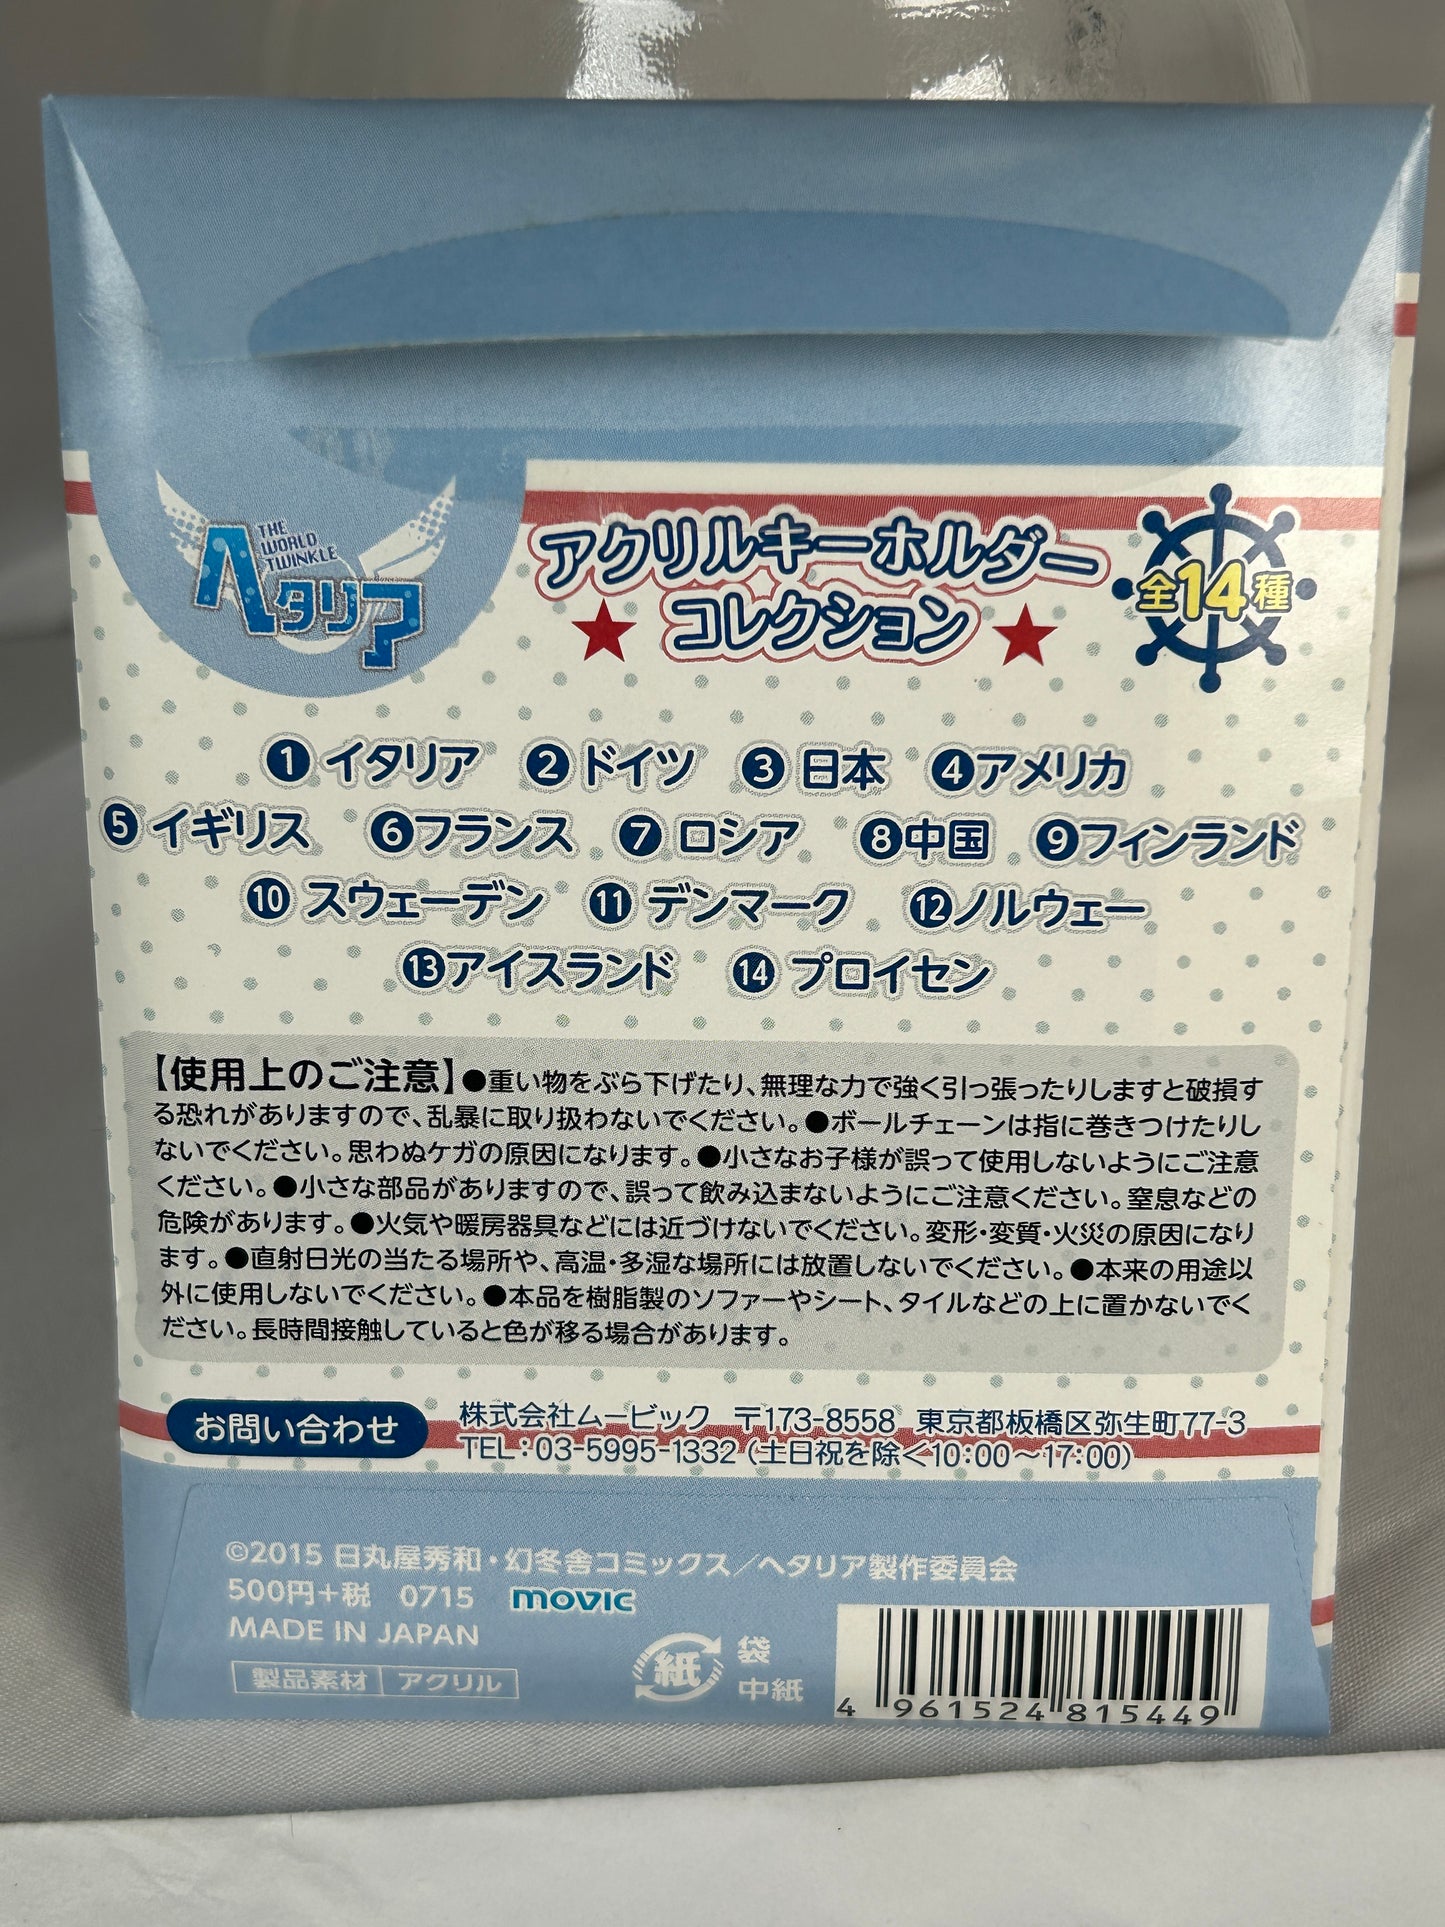 THE
WORLD
TWINKLE
ヘタリア
アクリルキーホルダー
コレクション
全14種
1 イタリア 2 ドイツ 3 日本 4 アメリカ
5 イギリス 6 フランス 7 ロシア 8 中国 9 フィンランド
10 スウェーデン 11 デンマーク 12 ノルウェー
13 アイスランド 14 プロイセン
【使用上のご注意】●重い物をぶら下げたり、無理な力で強く引っ張ったりしますと破損す
る恐れがありますので、乱暴に取り扱わないでください。●ボールチェーンは指に巻きつけたりし
ないでください。思わぬケガの原因になります。●小さなお子様が誤って使用しないようにご注意
ください。●小さな部品がありますので、誤って飲み込まないようにご注意ください。窒息などの
危険があります。●火気や暖房器具などには近づけないでください。変形・変質・火災の原因になり
ます。●直射日光の当たる場所や、高温・多湿な場所には放置しないでください。●本来の用途以
外に使用しないでください。●本品を樹脂製のソファーやシート、タイルなどの上に置かないでく
ださい。長時間接触していると色が移る場合があります。
お問い合わせ
株式会社ムービック 〒173-8558 東京都板橋区弥生町77-3
TEL:03-5995-1332（土日祝を除く10:00〜17:00）
©2015 日丸屋秀和・幻冬舎コミックス／ヘタリア製作委員会
500円+税 0715 movic
MADE IN JAPAN
製品素材 アクリル
紙
袋
中紙
4 961524 815449